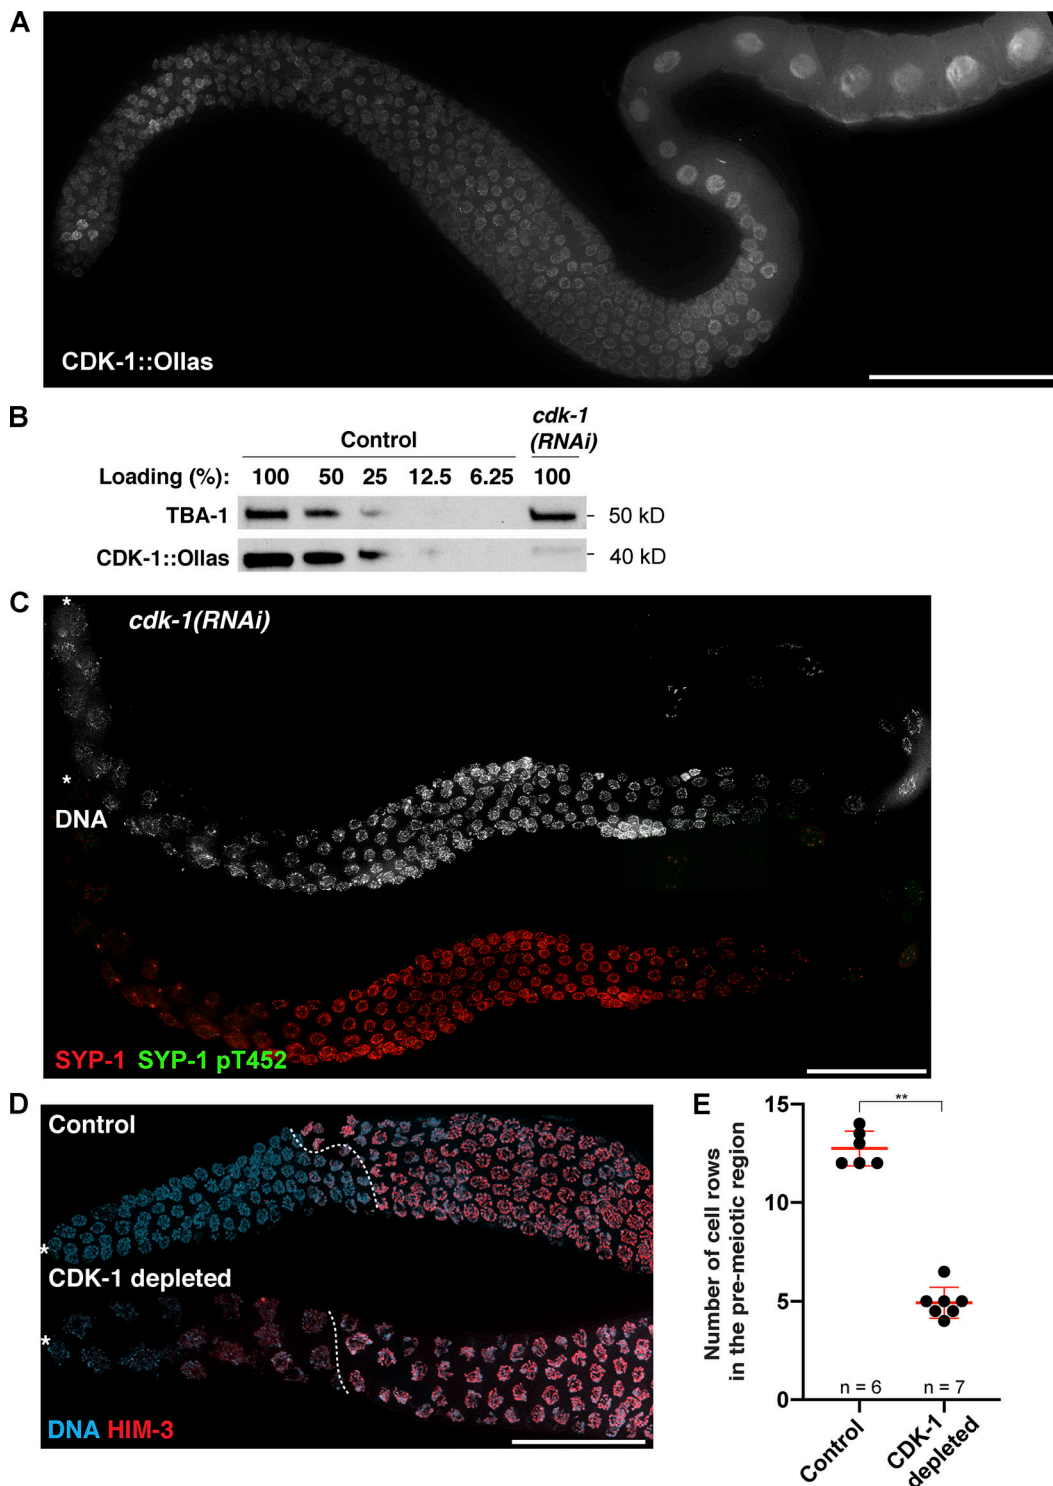 A
CDK-1::Ollas
B
Control
cdk-1
(RNAi)
Loading (%): 100 50 25 12.5 6.25 100
TBA-1 - 50 kD
CDK-1::Ollas - 40 kD
C
*
cdk-1(RNAi)
*
DNA
SYP-1 SYP-1 pT452
D
Control
*
CDK-1 depleted
*
DNA HIM-3
E
**
15
10
5
0
Number of cell rows
in the pre-meiotic region
n = 6 n = 7
Control
CDK-1
depleted